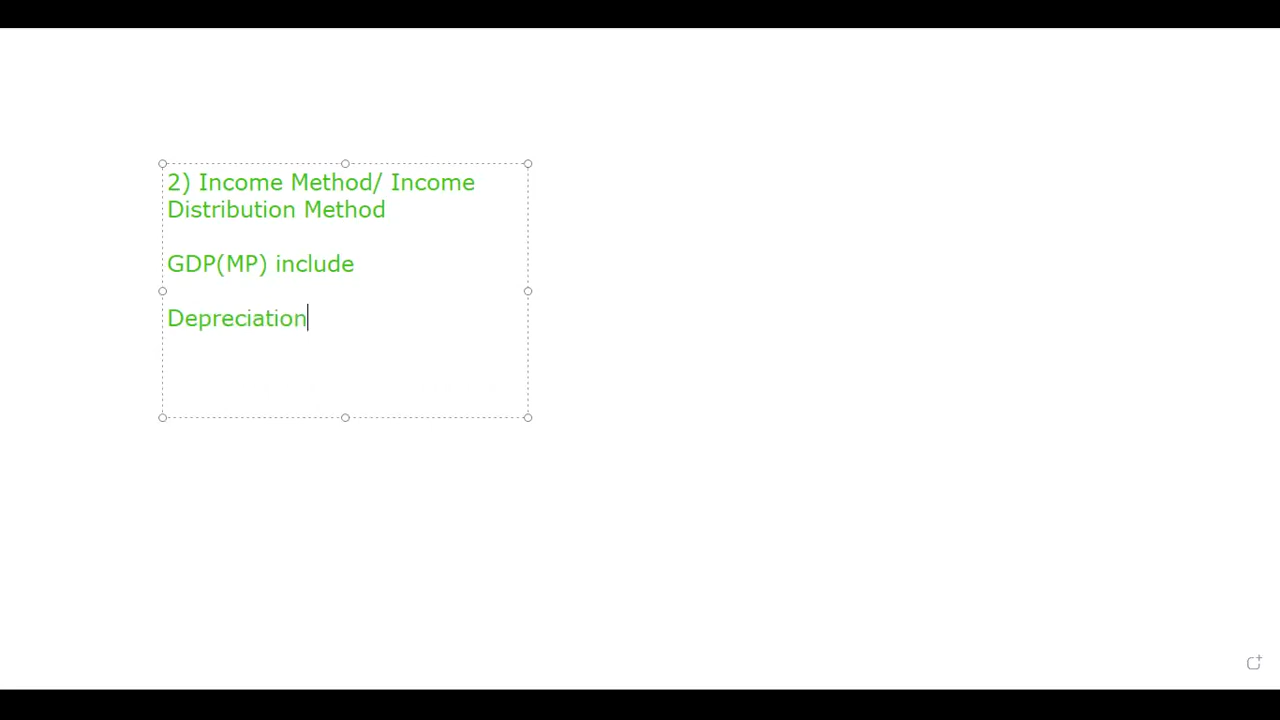 2) Income Method/ Income
Distribution Method
GDP(MP) include
Depreciation